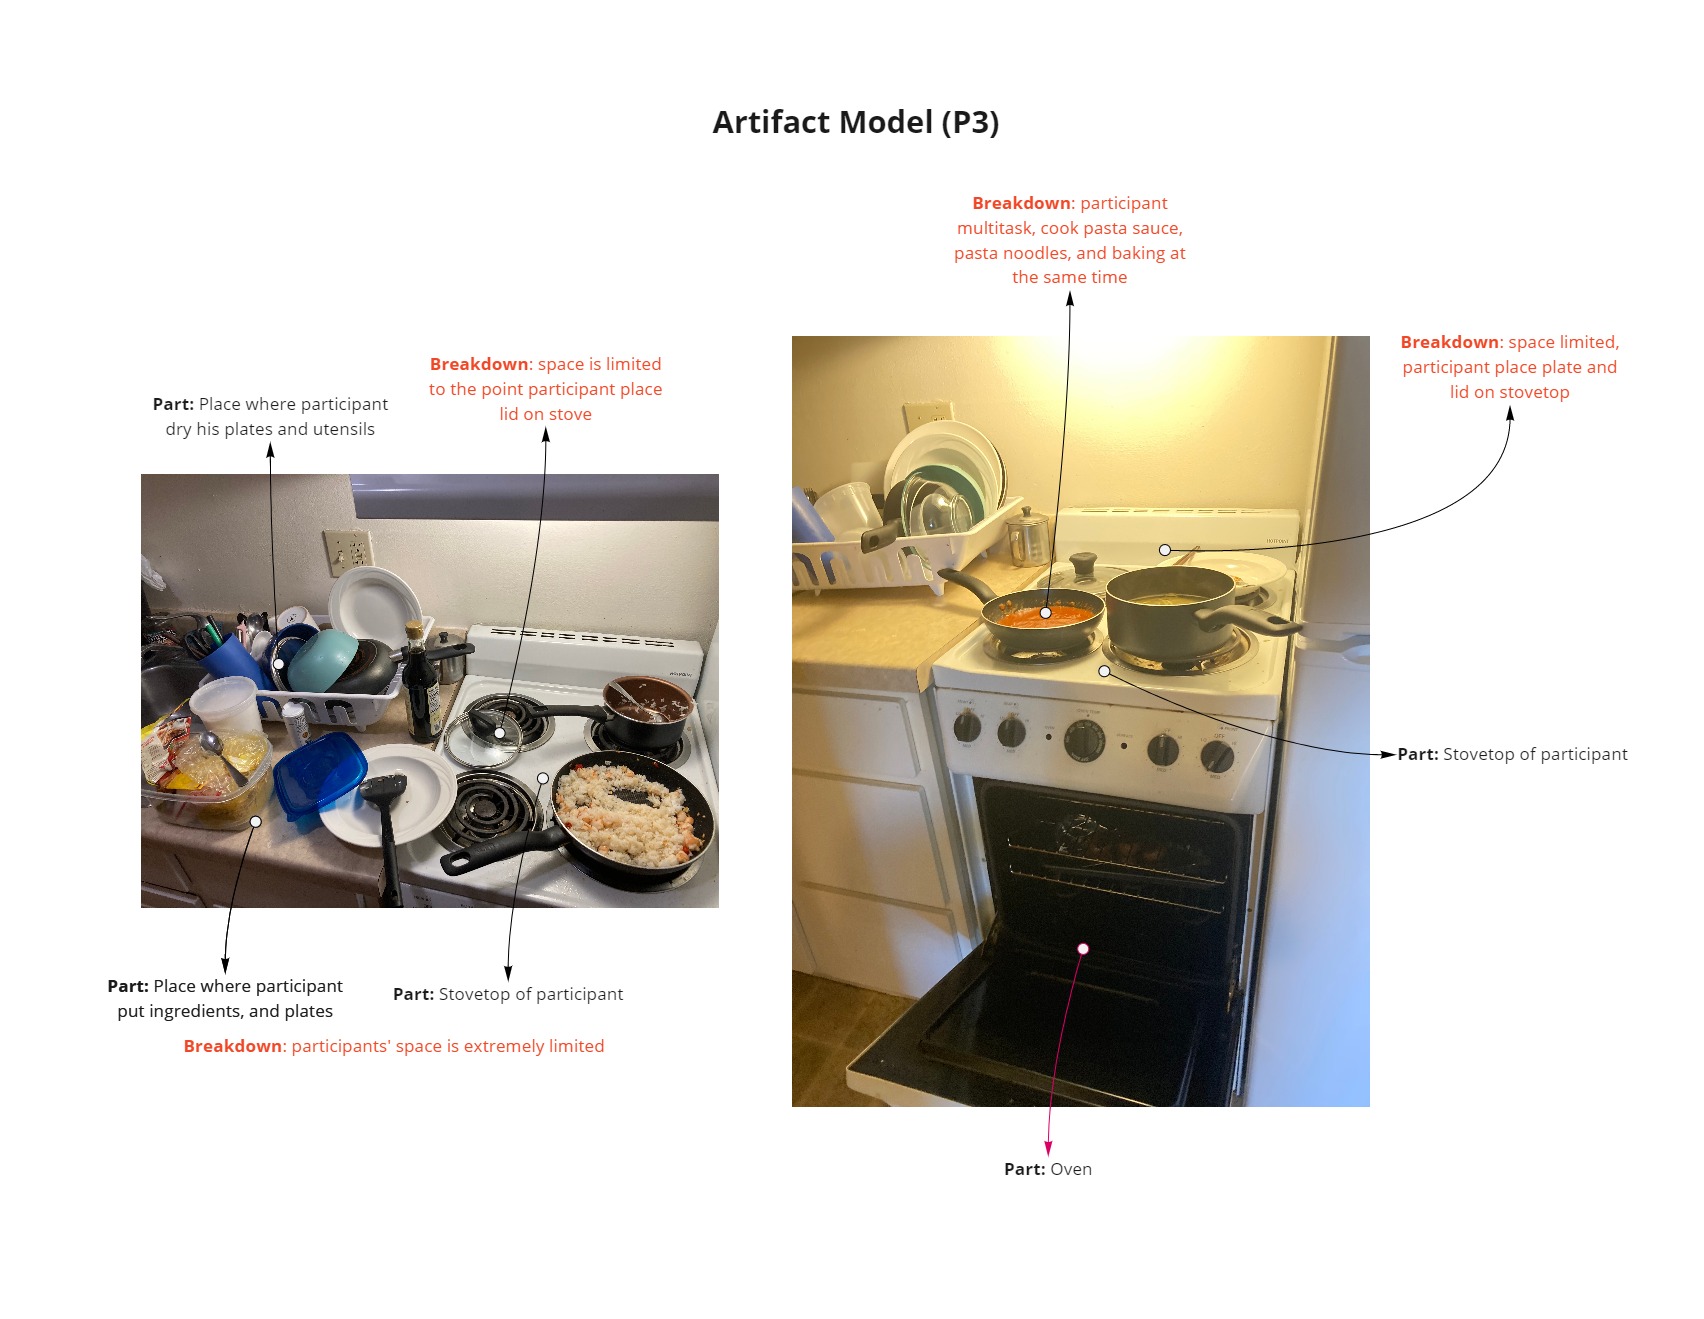 Artifact Model (P3)
Breakdown: participant
multitask, cook pasta sauce,
pasta noodles, and baking at
the same time
Breakdown: space limited,
participant place plate and
lid on stovetop
Breakdown: space is limited
to the point participant place
lid on stove
Part: Place where participant
dry his plates and utensils
Part: Stovetop of participant
Part: Place where participant
put ingredients, and plates
Part: Stovetop of participant
Breakdown: participants' space is extremely limited
Part: Oven
HOTPOINT
HOTPOINT
OFF